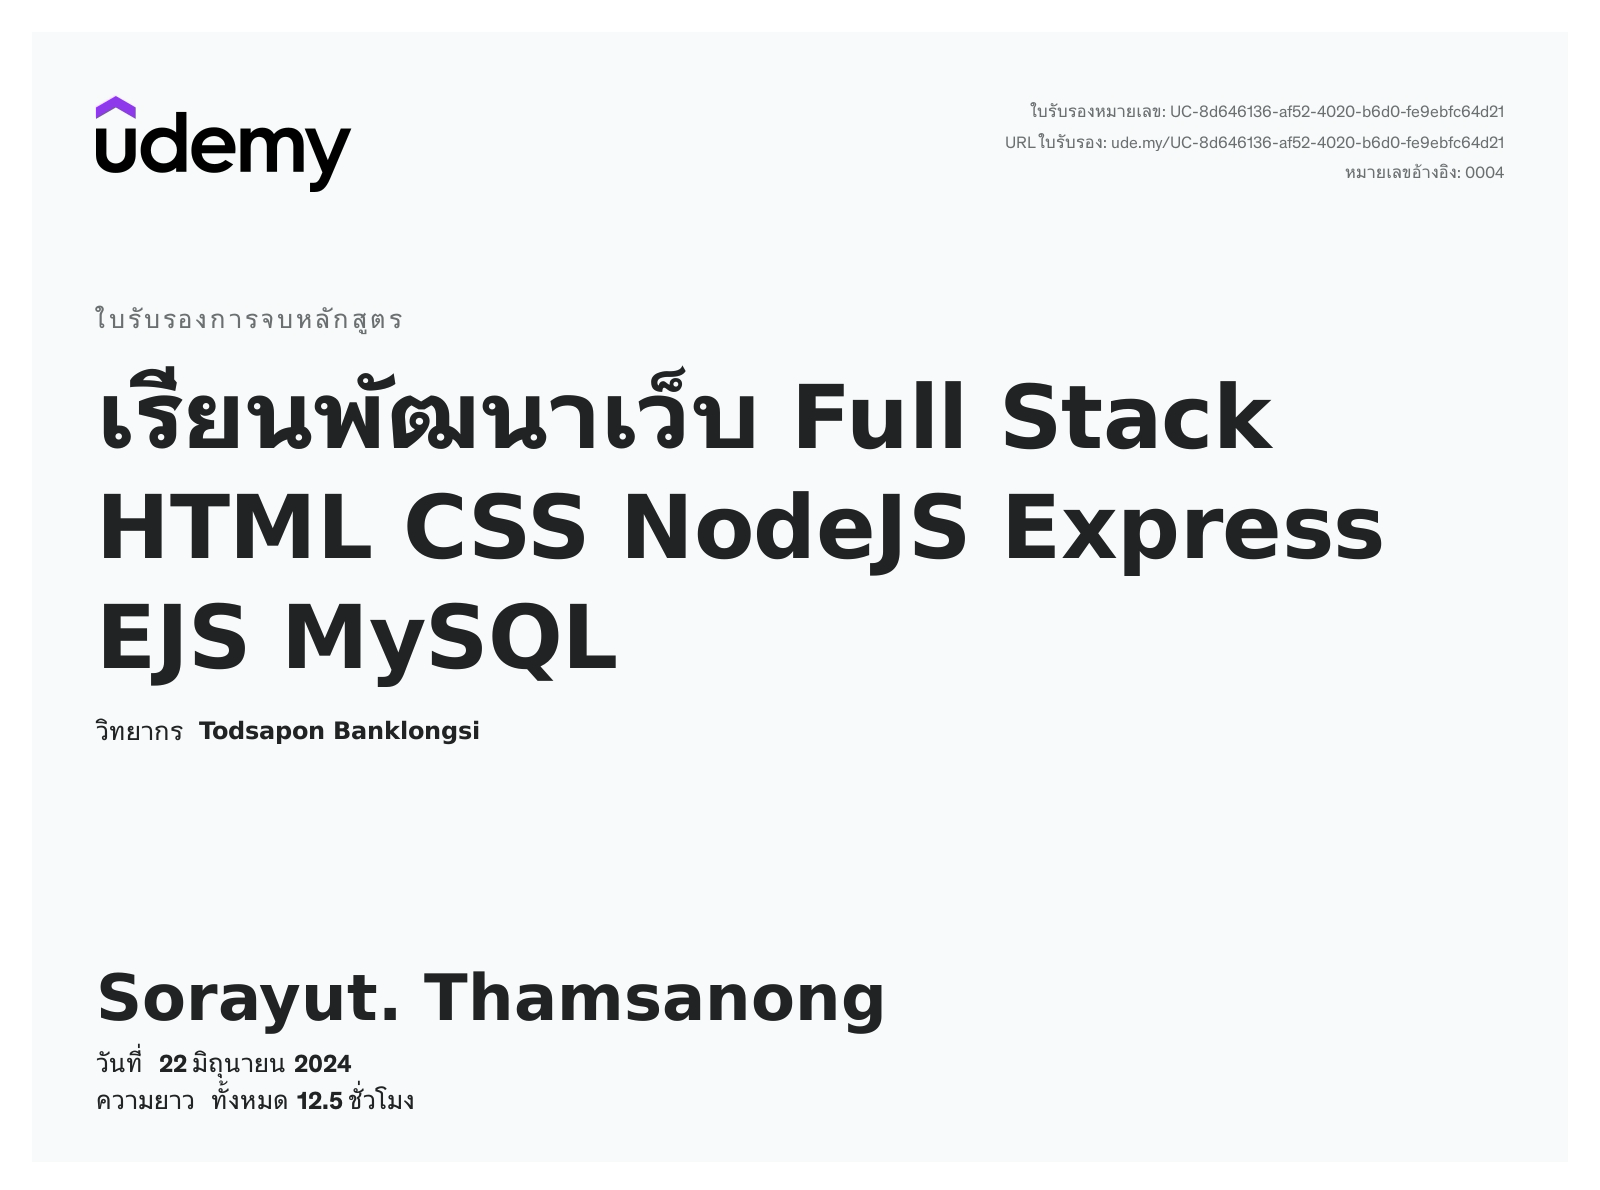 udemy
ใบรับรองหมายเลข: UC-8d646136-af52-4020-b6d0-fe9ebfc64d21
URLใบรับรอง: ude.my/UC-8d646136-af52-4020-b6d0-fe9ebfc64d21
หมายเลขอ้างอิง: 0004
ใบรับรองการจบหลักสูตร
เรียนพัฒนาเว็บ Full Stack
HTML CSS NodeJS Express
EJS MySQL
วิทยากร Todsapon Banklongsi
Sorayut. Thamsanong
วันที่ 22 มิถุนายน 2024
ความยาว ทั้งหมด 12.5 ชั่วโมง